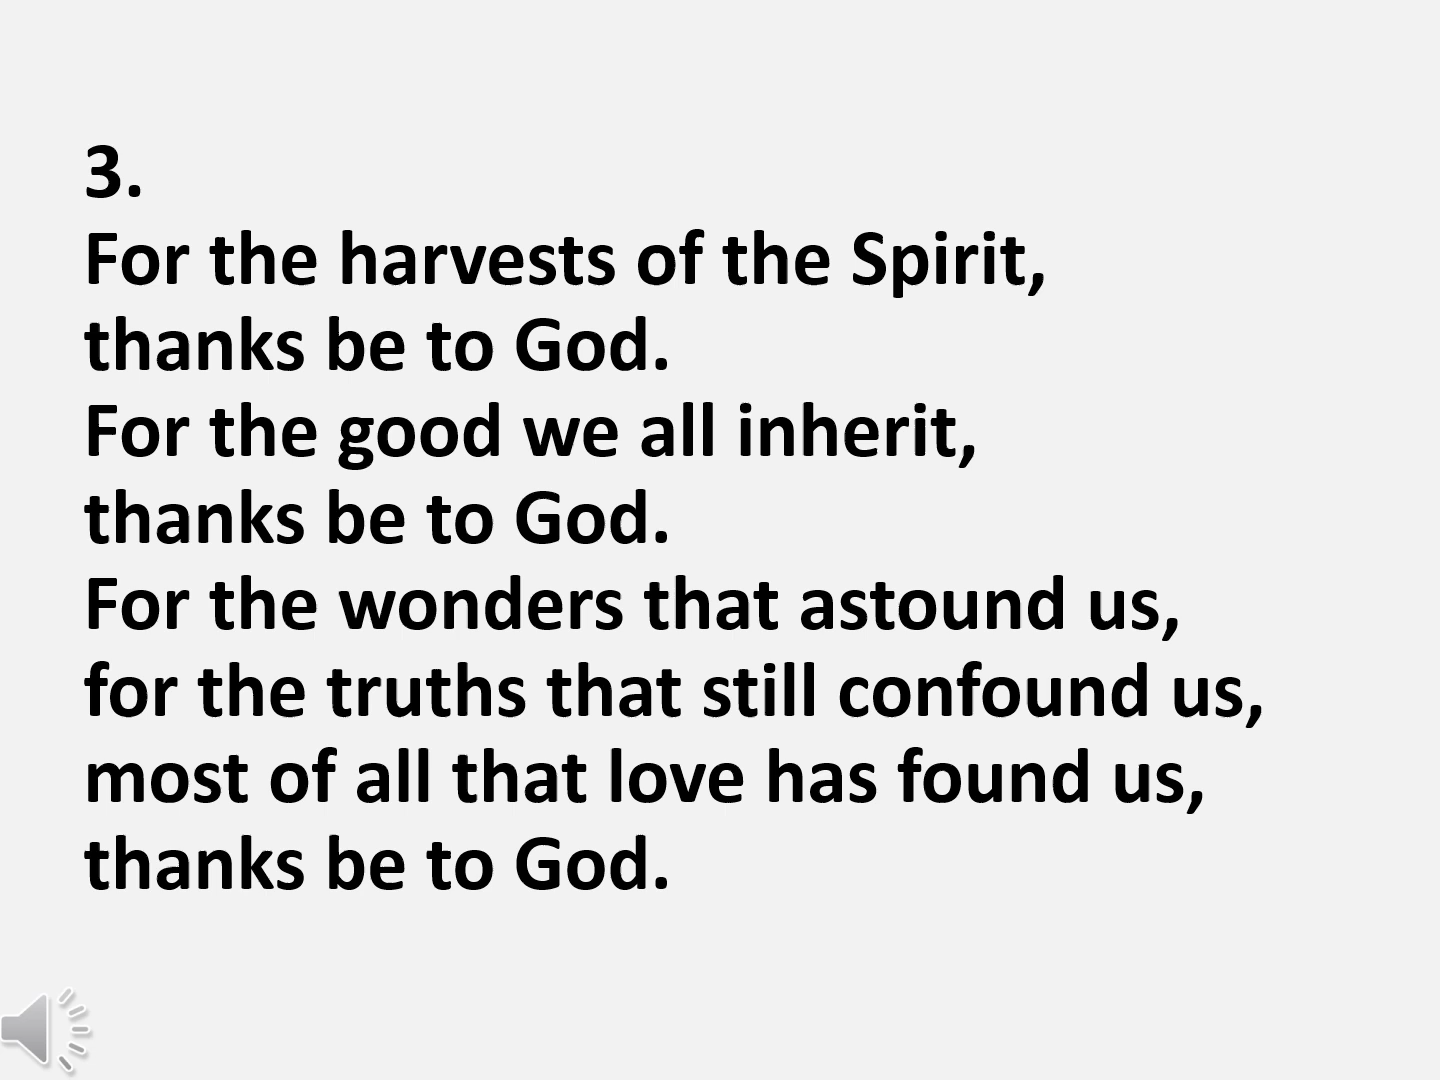 3.
For the harvests of the Spirit,
thanks be to God.
For the good we all inherit,
thanks be to God.
For the wonders that astound us,
for the truths that still confound us,
most of all that love has found us,
thanks be to God.